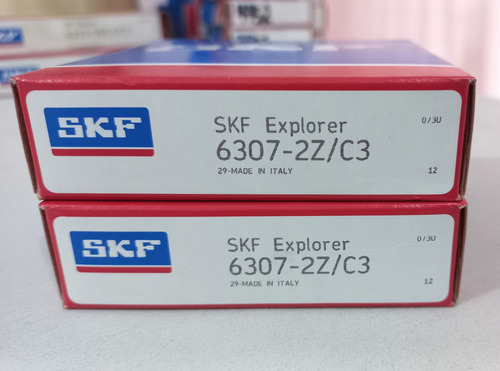 SKF
SKF Explorer
0/3U
6307-2Z/C3
29-MADE IN ITALY
12
SKF
SKF Explorer
0/3U
6307-2Z/C3
29-MADE IN ITALY
12